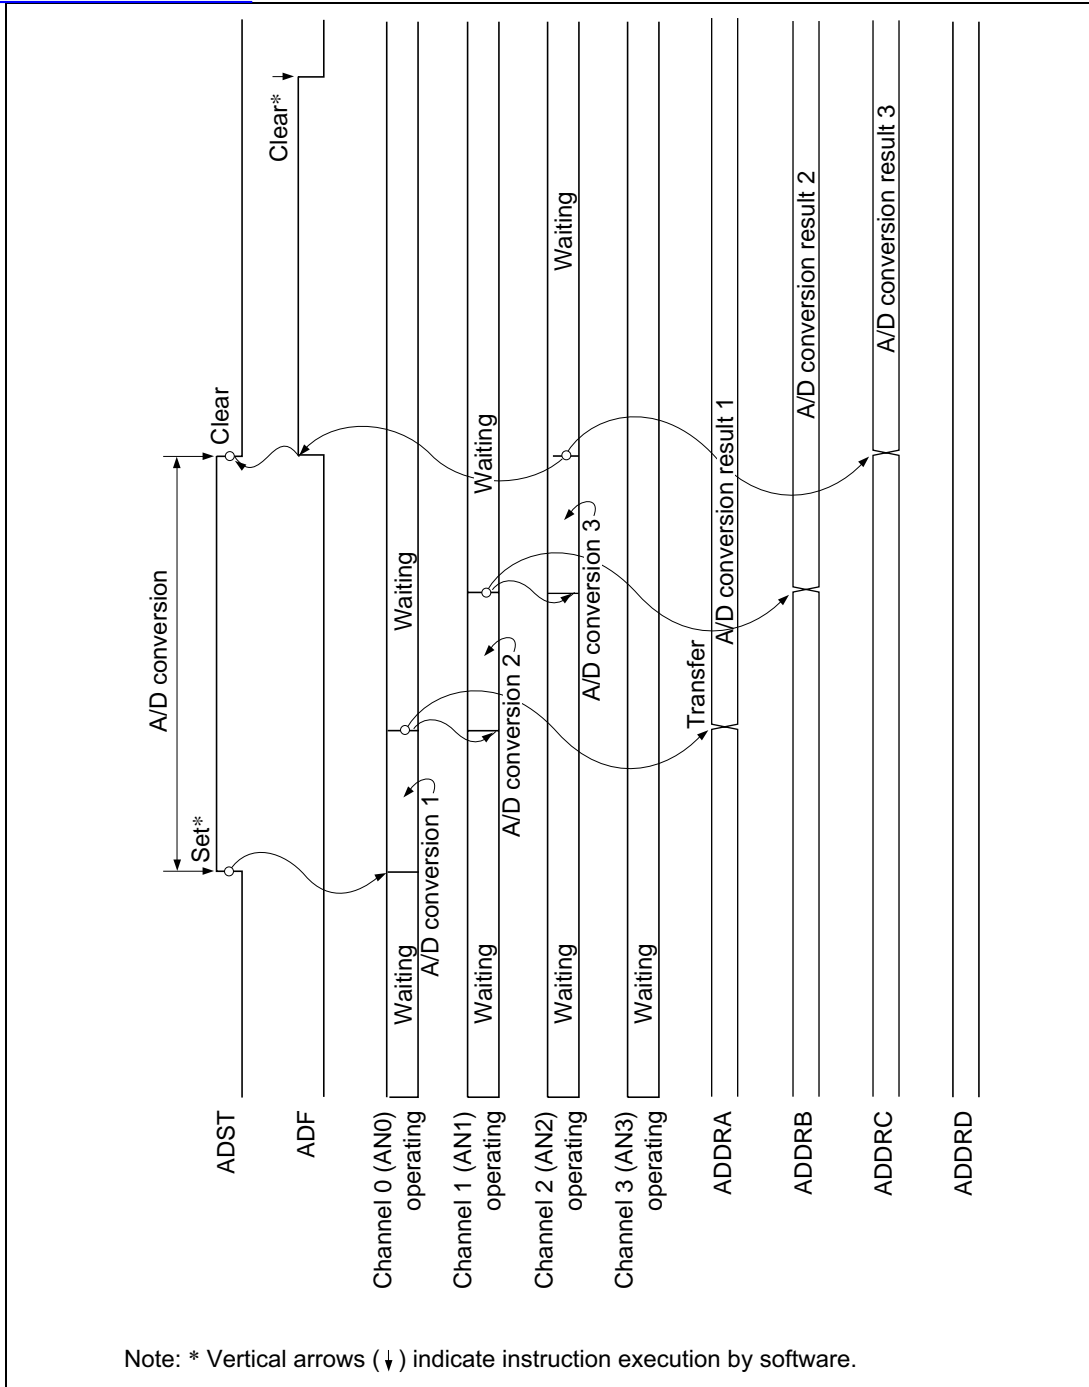 ADST
Set*
A/D conversion
Clear
ADF
Clear*
Channel 0 (AN0)
operating
Waiting
A/D conversion 1
Waiting
Channel 1 (AN1)
operating
Waiting
A/D conversion 2
Waiting
Channel 2 (AN2)
operating
Waiting
A/D conversion 3
Waiting
Channel 3 (AN3)
operating
Waiting
ADDRA
Transfer
A/D conversion result 1
ADDRB
A/D conversion result 2
ADDRC
A/D conversion result 3
ADDRD
Note: * Vertical arrows (↓) indicate instruction execution by software.